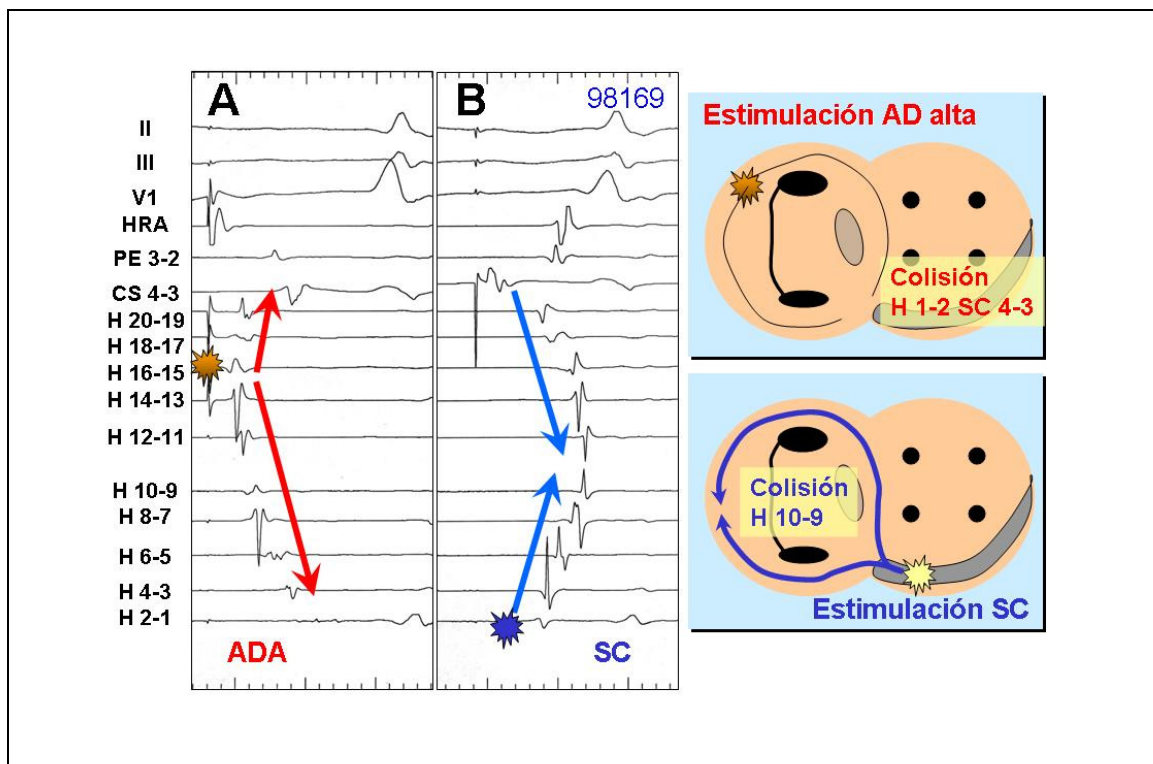 A
B
98169
II
III
V1
HRA
PE 3-2
CS 4-3
H 20-19
H 18-17
H 16-15
H 14-13
H 12-11
H 10-9
H 8-7
H 6-5
H 4-3
H 2-1
ADA
SC
Estimulación AD alta
Colisión
H 1-2 SC 4-3
Colisión
H 10-9
Estimulación SC